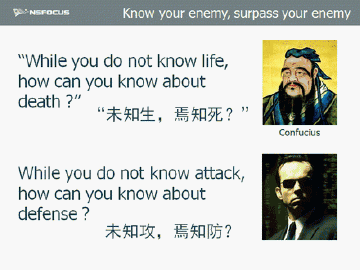 NSFOCUS
Know your enemy, surpass your enemy
“While you do not know life,
how can you know about
death?”
“未知生，焉知死？”
Confucius
While you do not know attack,
how can you know about
defense?
未知攻，焉知防？